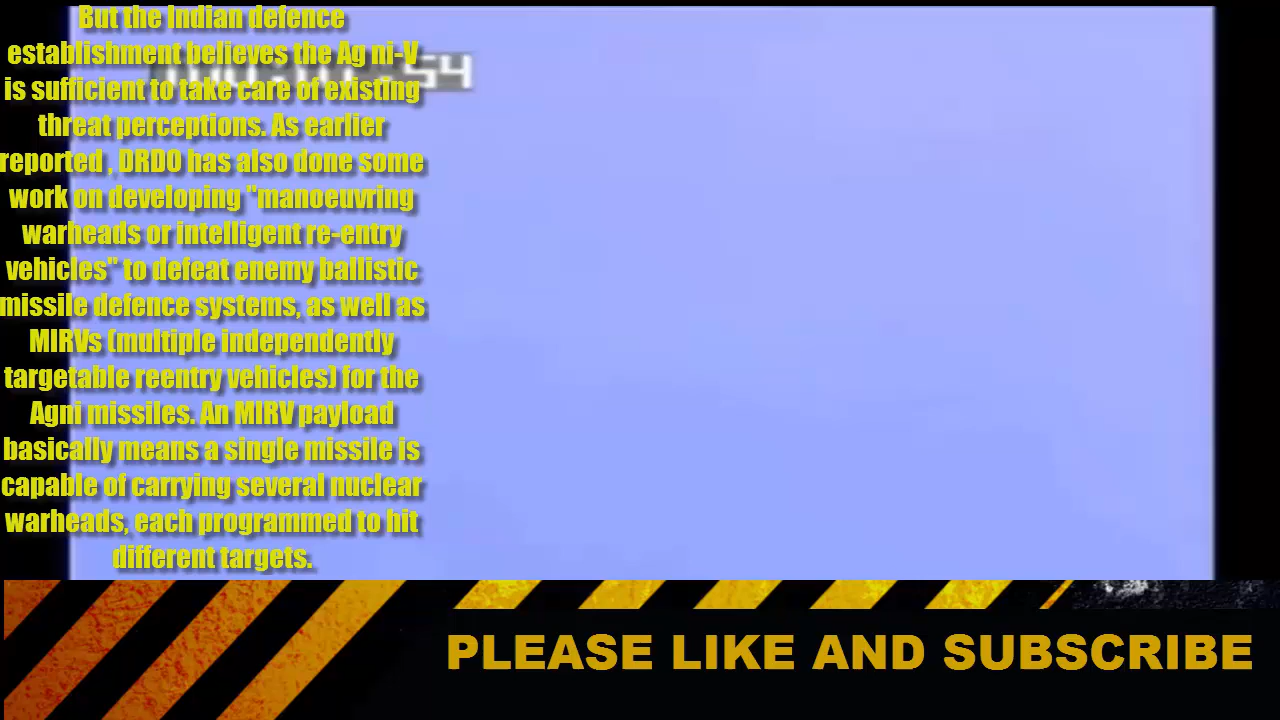 But the Indian defence
establishment believes the Ag ni-V
is sufficient to take care of existing
threat perceptions. As earlier
reported , DRDO has also done some
work on developing "manoeuvring
warheads or intelligent re-entry
vehicles" to defeat enemy ballistic
missile defence systems, as well as
MIRVs (multiple independently
targetable reentry vehicles) for the
Agni missiles. An MIRV payload
basically means a single missile is
capable of carrying several nuclear
warheads, each programmed to hit
different targets.
PLEASE LIKE AND SUBSCRIBE